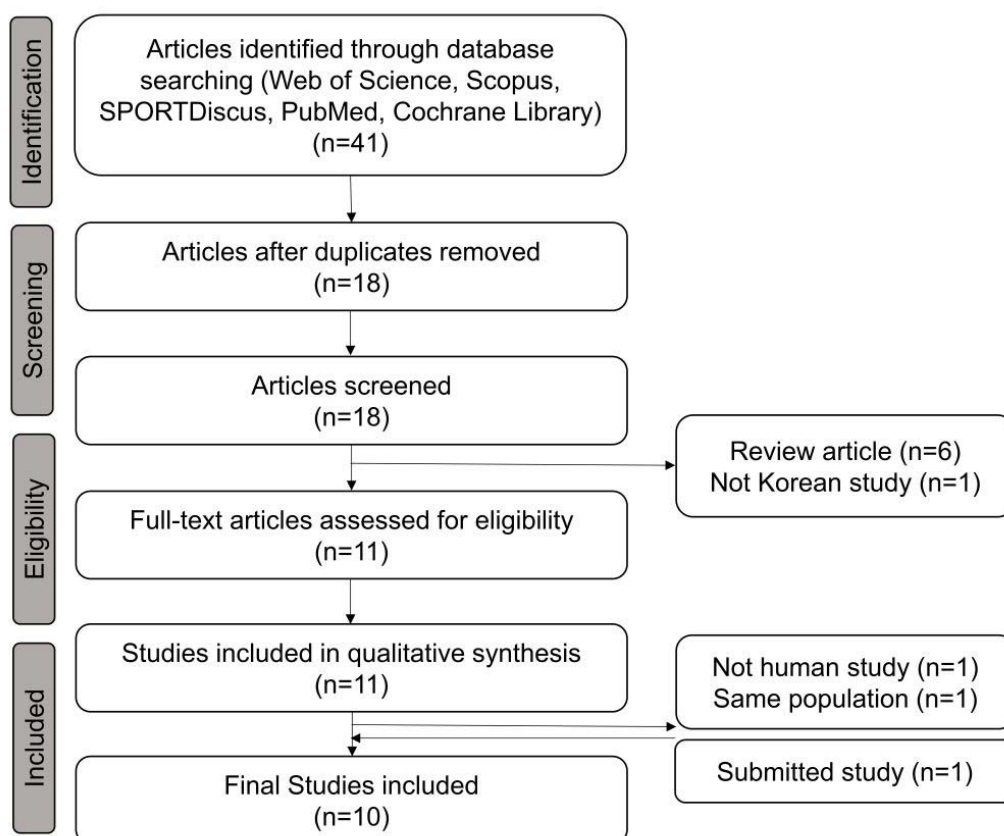 Identification
Articles identified through database
searching (Web of Science, Scopus,
SPORTDiscus, PubMed, Cochrane Library)
(n=41)
Screening
Articles after duplicates removed
(n=18)
Articles screened
(n=18)
Review article (n=6)
Not Korean study (n=1)
Eligibility
Full-text articles assessed for eligibility
(n=11)
Included
Studies included in qualitative synthesis
(n=11)
Not human study (n=1)
Same population (n=1)
Submitted study (n=1)
Final Studies included
(n=10)